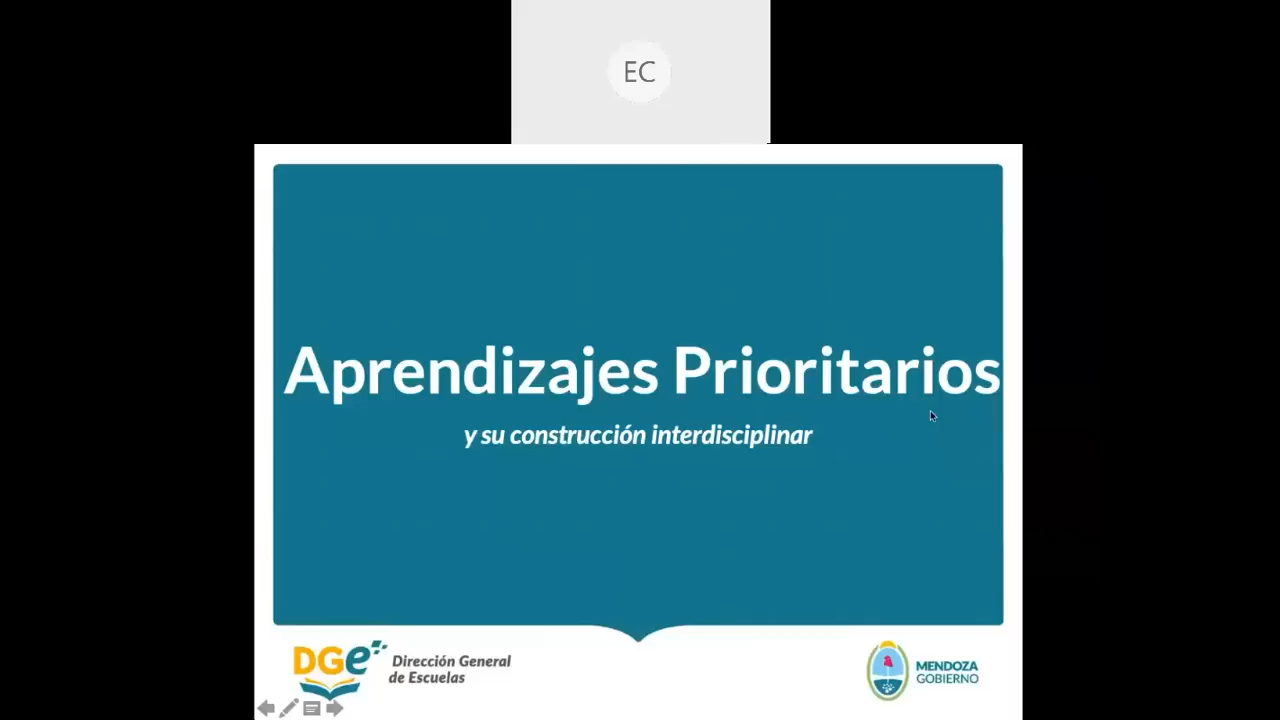 EC
Aprendizajes Prioritarios
y su construcción interdisciplinar
DGe
Dirección General
de Escuelas
MENDOZA
GOBIERNO